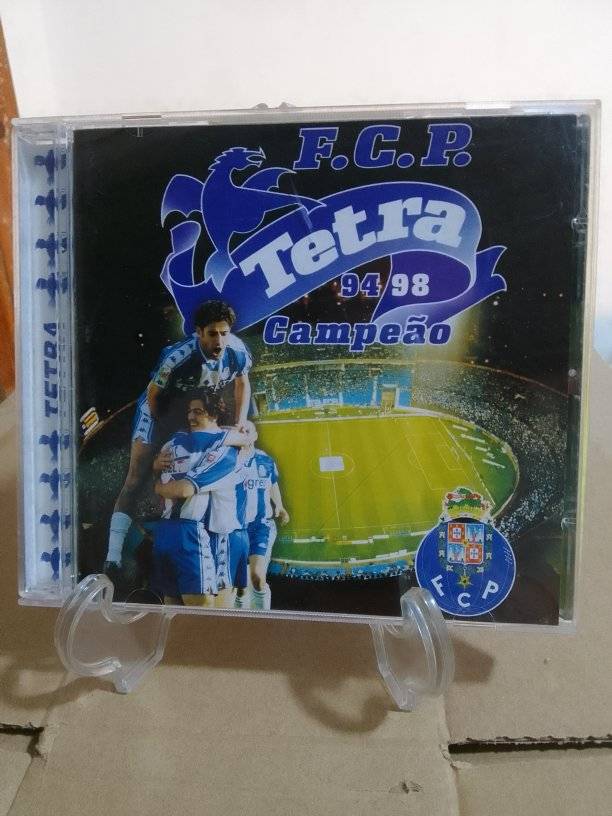 F.C.P.
Tetra
94 98
Campeão
TETRA
FCP